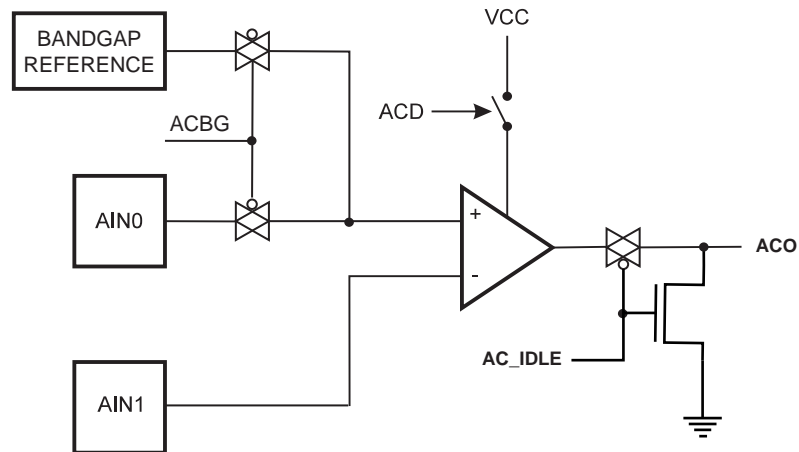 BANDGAP
REFERENCE
VCC
ACD
ACBG
AIN0
+
-
ACO
AC_IDLE
AIN1